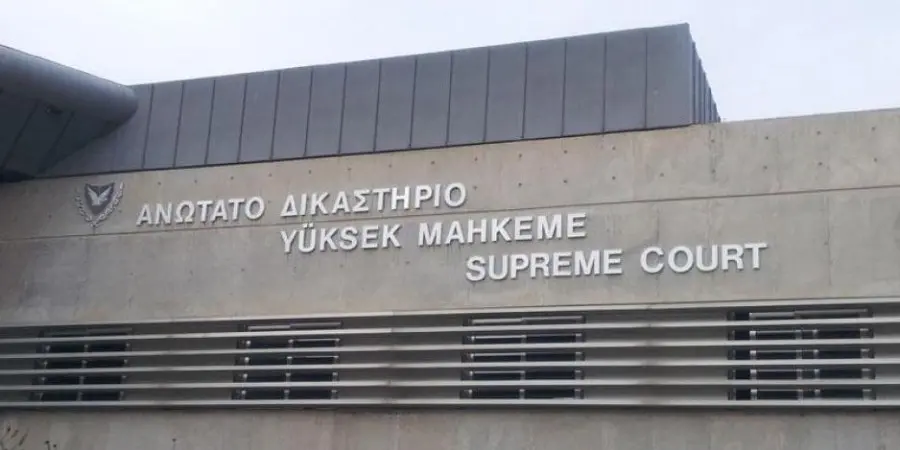 ΑΝΩΤΑΤΟ ΔΙΚΑΣΤΗΡΙΟ
YÜKSEK MAHKEME
SUPREME COURT